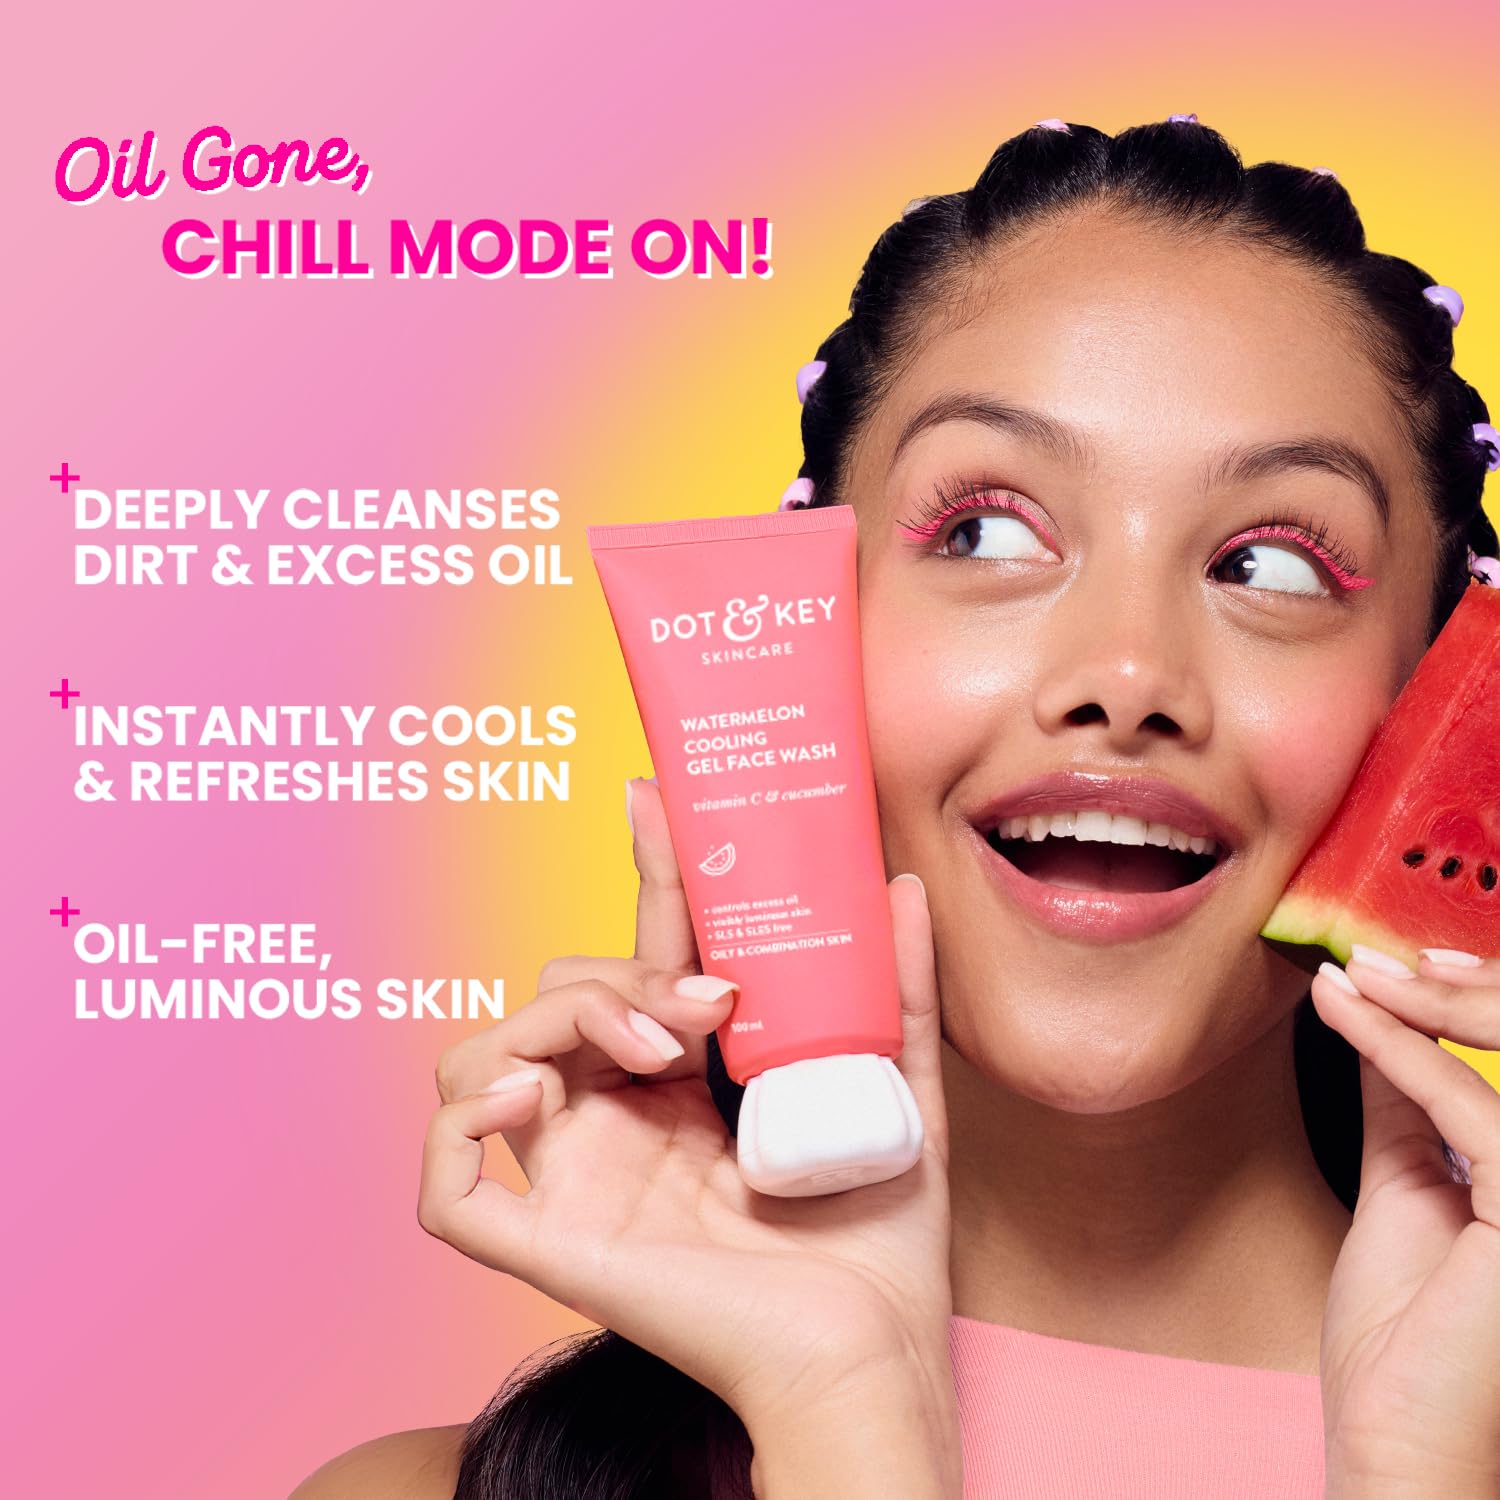 Oil Gone,
CHILL MODE ON!
+
DEEPLY CLEANSES
DIRT & EXCESS OIL
+
INSTANTLY COOLS
& REFRESHES SKIN
+
OIL-FREE,
LUMINOUS SKIN
DOT & KEY
SKINCARE
WATERMELON
COOLING
GEL FACE WASH
vitamin C & cucumber
+ controls excess oil
+ visibly luminous skin
+ SLS & SLES free
OILY & COMBINATION SKIN
100 ml